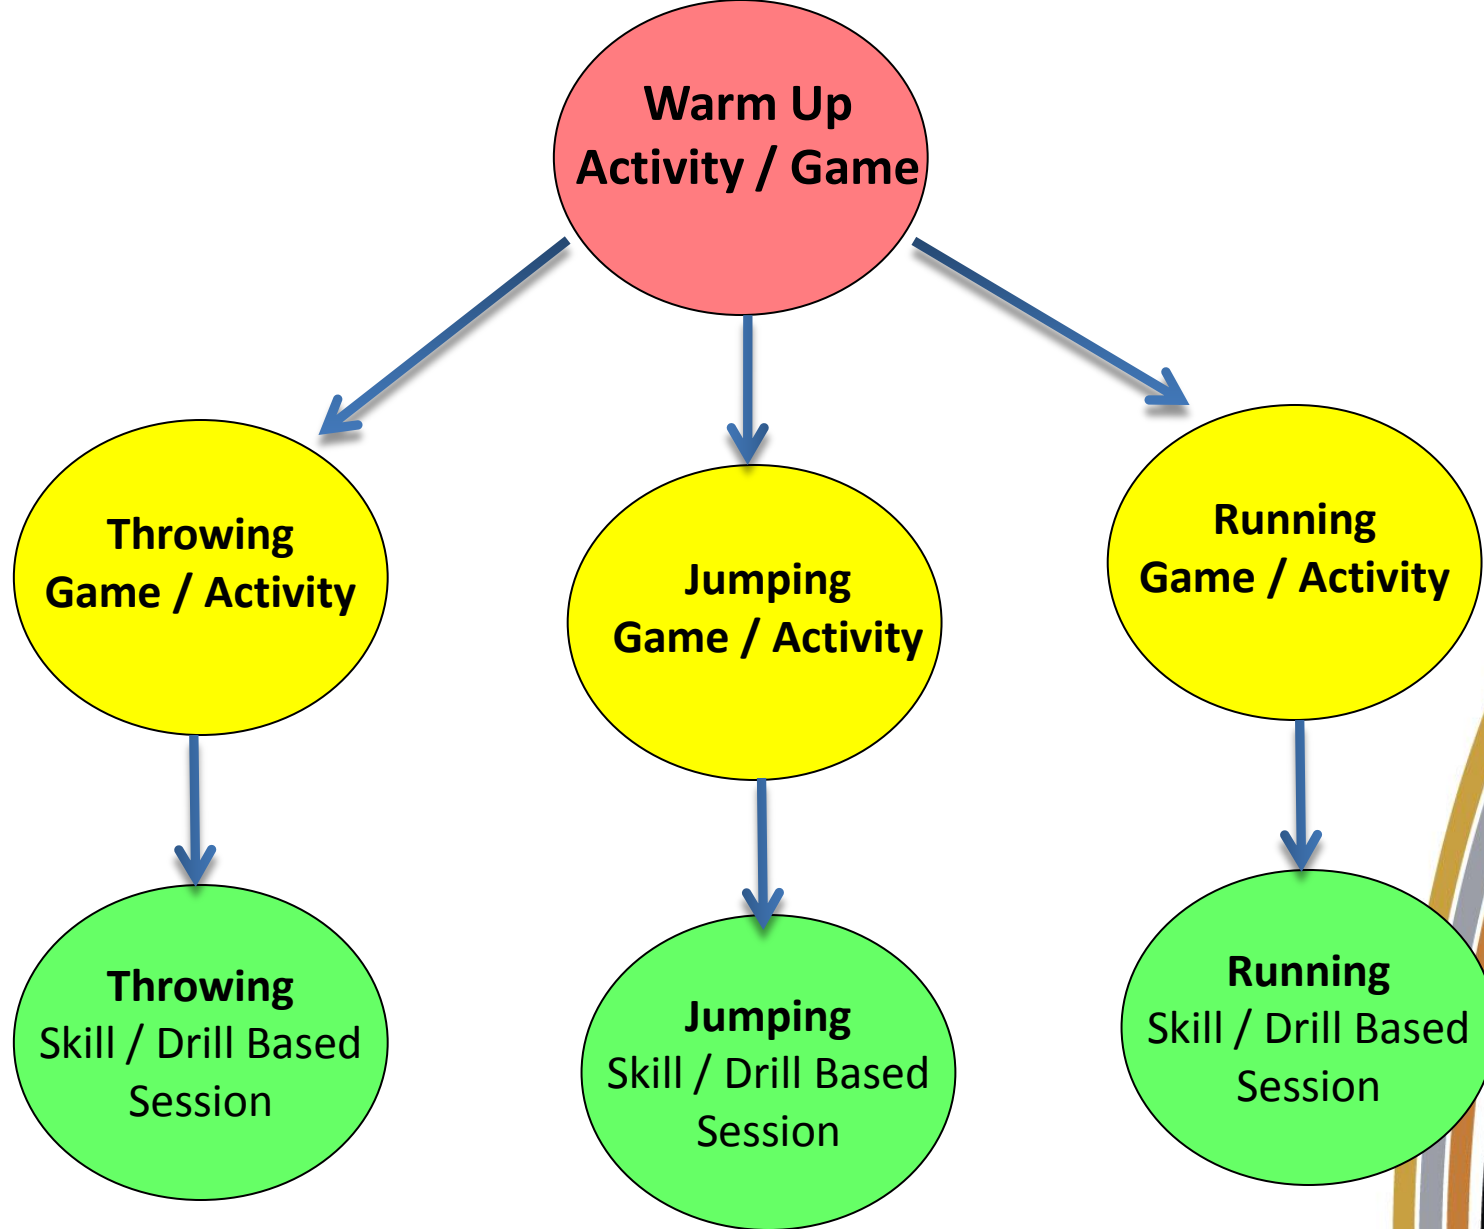 Warm Up
Activity / Game
Throwing
Game / Activity
Jumping
Game / Activity
Running
Game / Activity
Throwing
Skill / Drill Based
Session
Jumping
Skill / Drill Based
Session
Running
Skill / Drill Based
Session